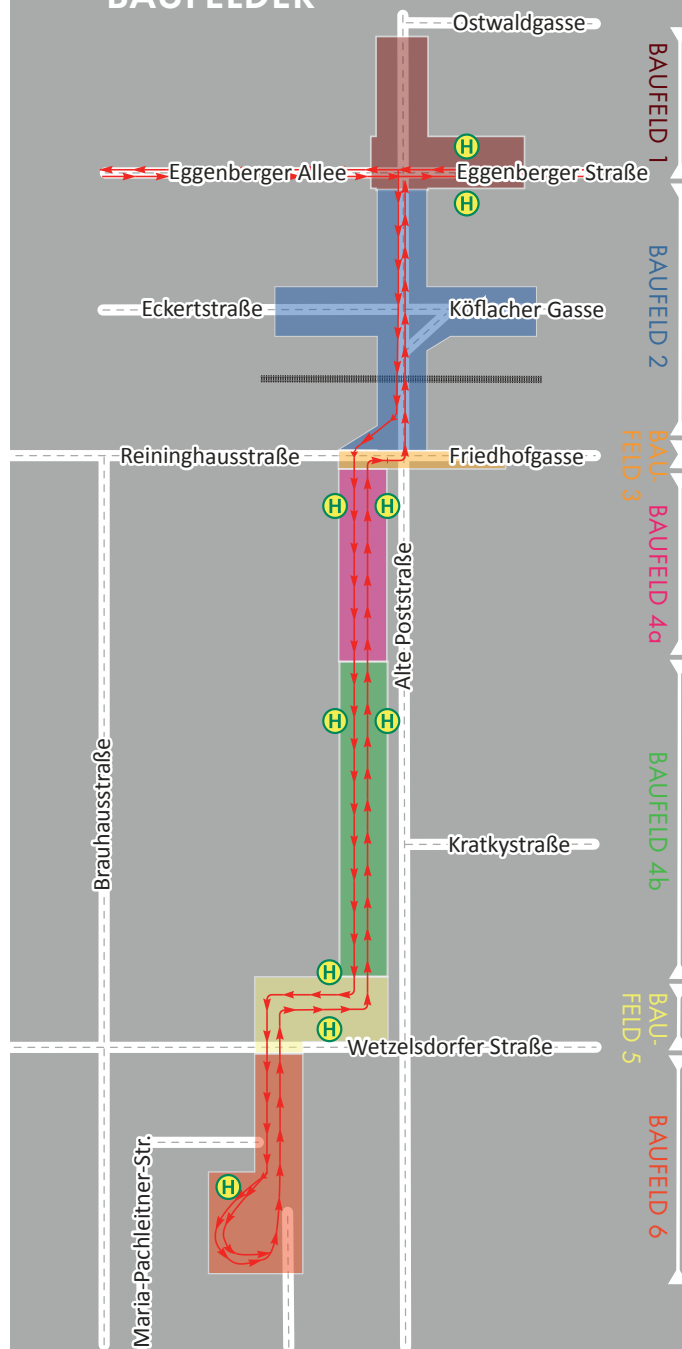 BAUFELDER
Ostwaldgasse
BAUFELD 1
H
Eggenberger Allee
Eggenberger Straße
H
BAUFELD 2
Eckertstraße
Köflacher Gasse
Reininghausstraße
Friedhofgasse
BAU-
FELD 3
H
H
BAUFELD 4a
Alte Poststraße
H
H
Brauhausstraße
BAUFELD 4b
Kratkystraße
H
BAU-
FELD 5
H
Wetzelsdorfer Straße
Maria-Pachleitner-Str.
H
BAUFELD 6